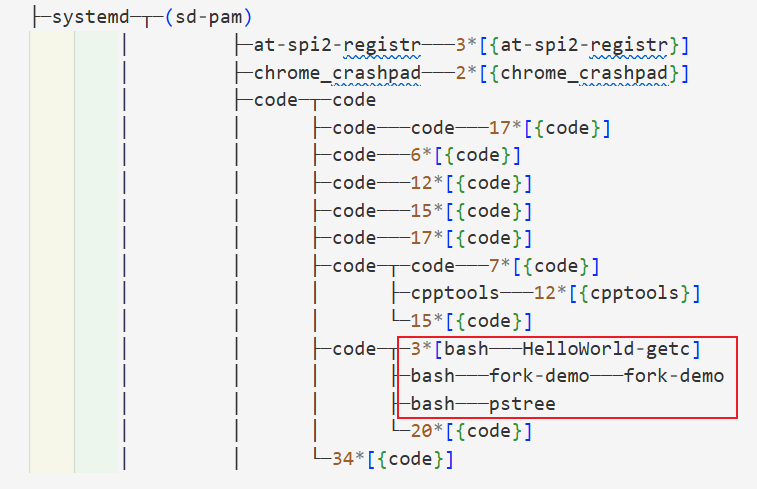 ├─systemd─┬─(sd-pam)
│ ├─at-spi2-registr───3*[{at-spi2-registr}]
│ ├─chrome_crashpad───2*[{chrome_crashpad}]
│ ├─code─┬─code
│ │ ├─code───code───17*[{code}]
│ │ ├─code───6*[{code}]
│ │ ├─code───12*[{code}]
│ │ ├─code───15*[{code}]
│ │ ├─code───17*[{code}]
│ │ ├─code─┬─code───7*[{code}]
│ │ │ ├─cpptools───12*[{cpptools}]
│ │ │ └─15*[{code}]
│ │ ├─code─┬─3*[bash───HelloWorld-getc]
│ │ │ ├─bash───fork-demo───fork-demo
│ │ │ ├─bash───pstree
│ │ │ └─20*[{code}]
│ │ └─34*[{code}]